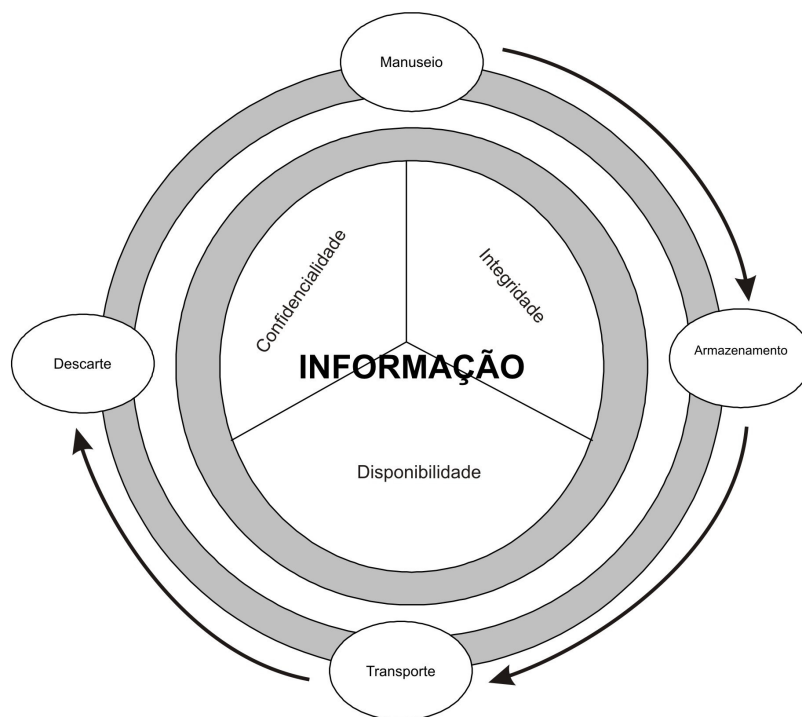 Manuseio
Confidencialidade
Integridade
Descarte
INFORMAÇÃO
Armazenamento
Disponibilidade
Transporte